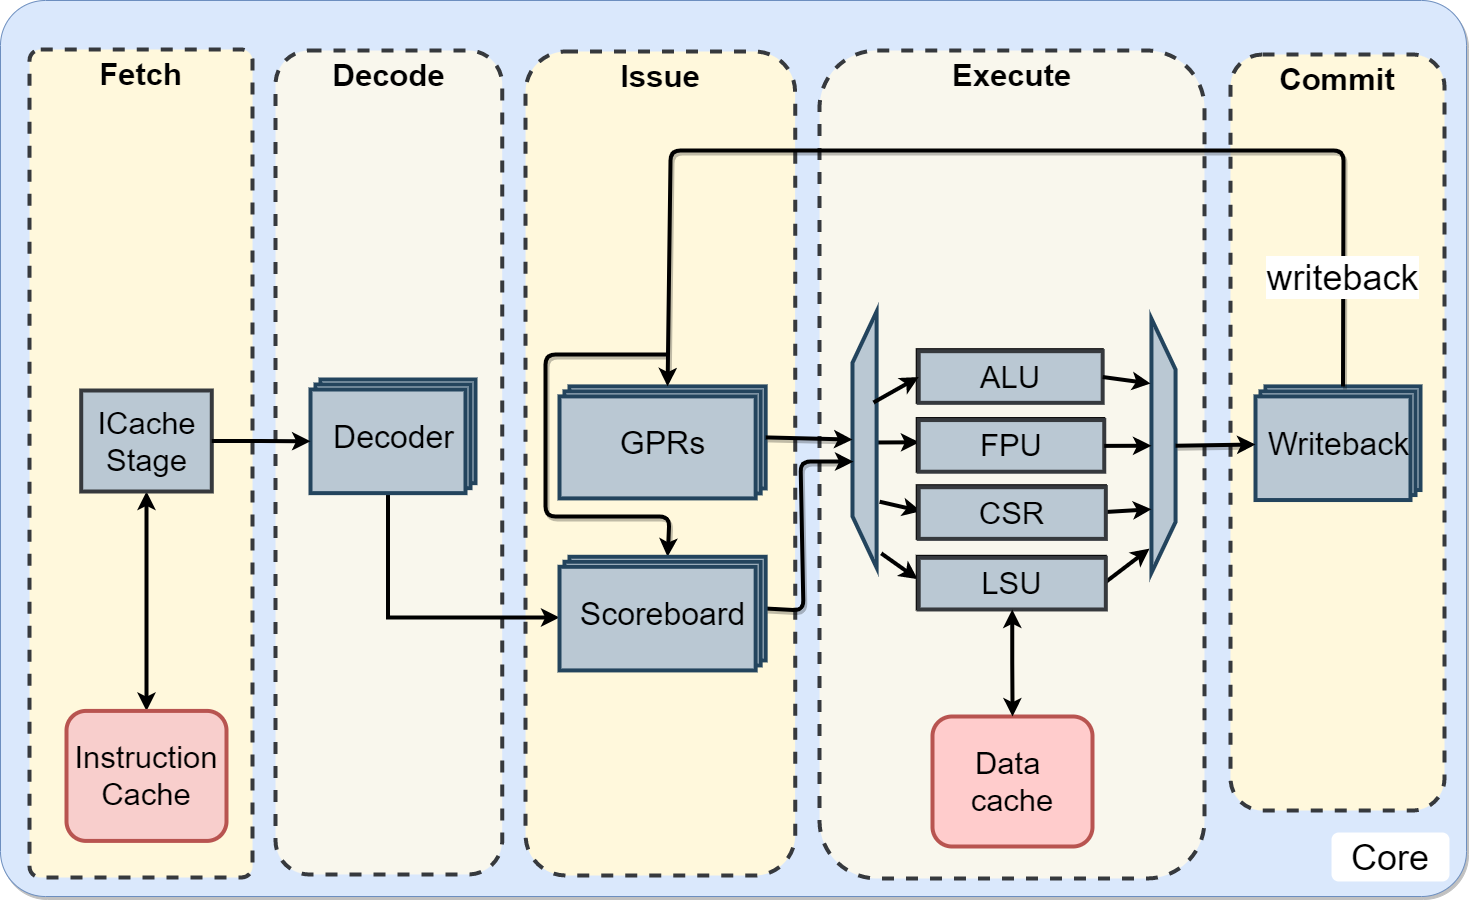 Fetch
Decode
Issue
Execute
Commit
writeback
ICache
Stage
Decoder
GPRs
Scoreboard
ALU
FPU
CSR
LSU
Writeback
Instruction
Cache
Data
cache
Core